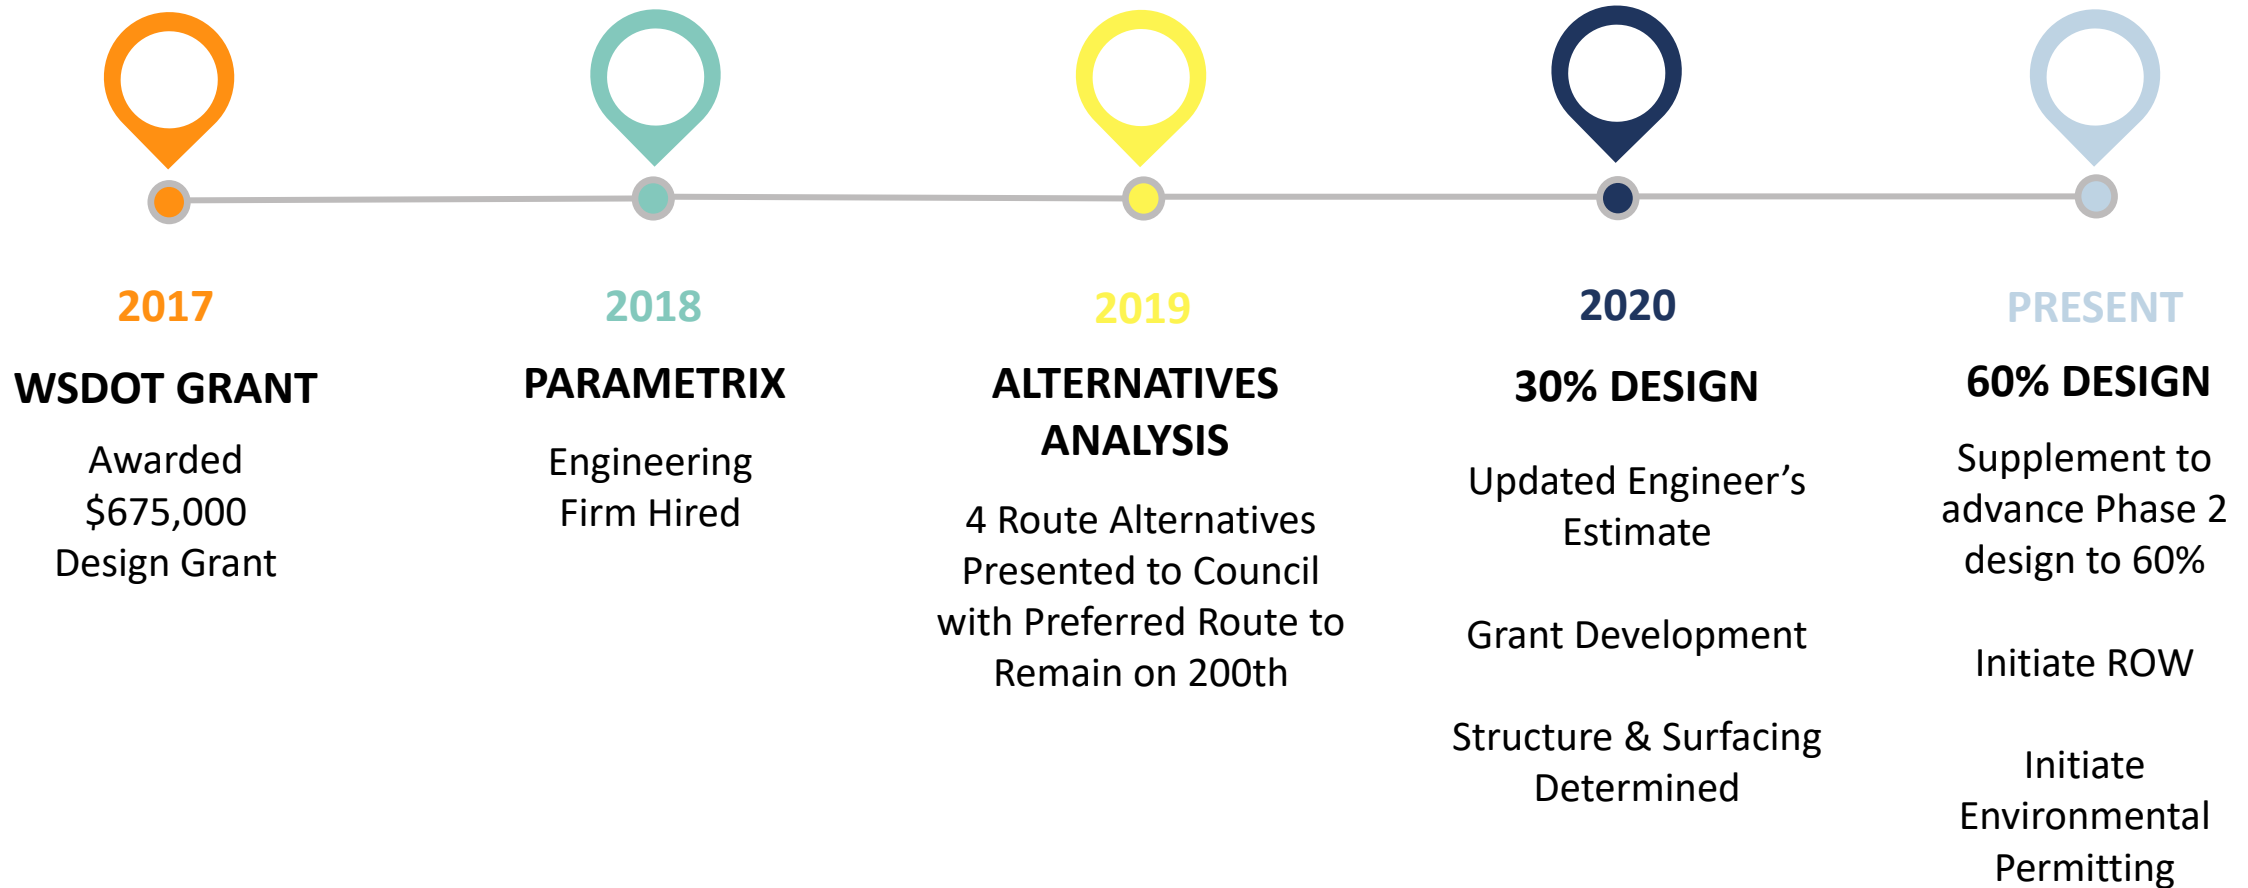 2017
WSDOT GRANT
Awarded
$675,000
Design Grant
2018
PARAMETRIX
Engineering
Firm Hired
2019
ALTERNATIVES
ANALYSIS
4 Route Alternatives
Presented to Council
with Preferred Route to
Remain on 200th
2020
30% DESIGN
Updated Engineer’s
Estimate
Grant Development
Structure & Surfacing
Determined
PRESENT
60% DESIGN
Supplement to
advance Phase 2
design to 60%
Initiate ROW
Initiate
Environmental
Permitting